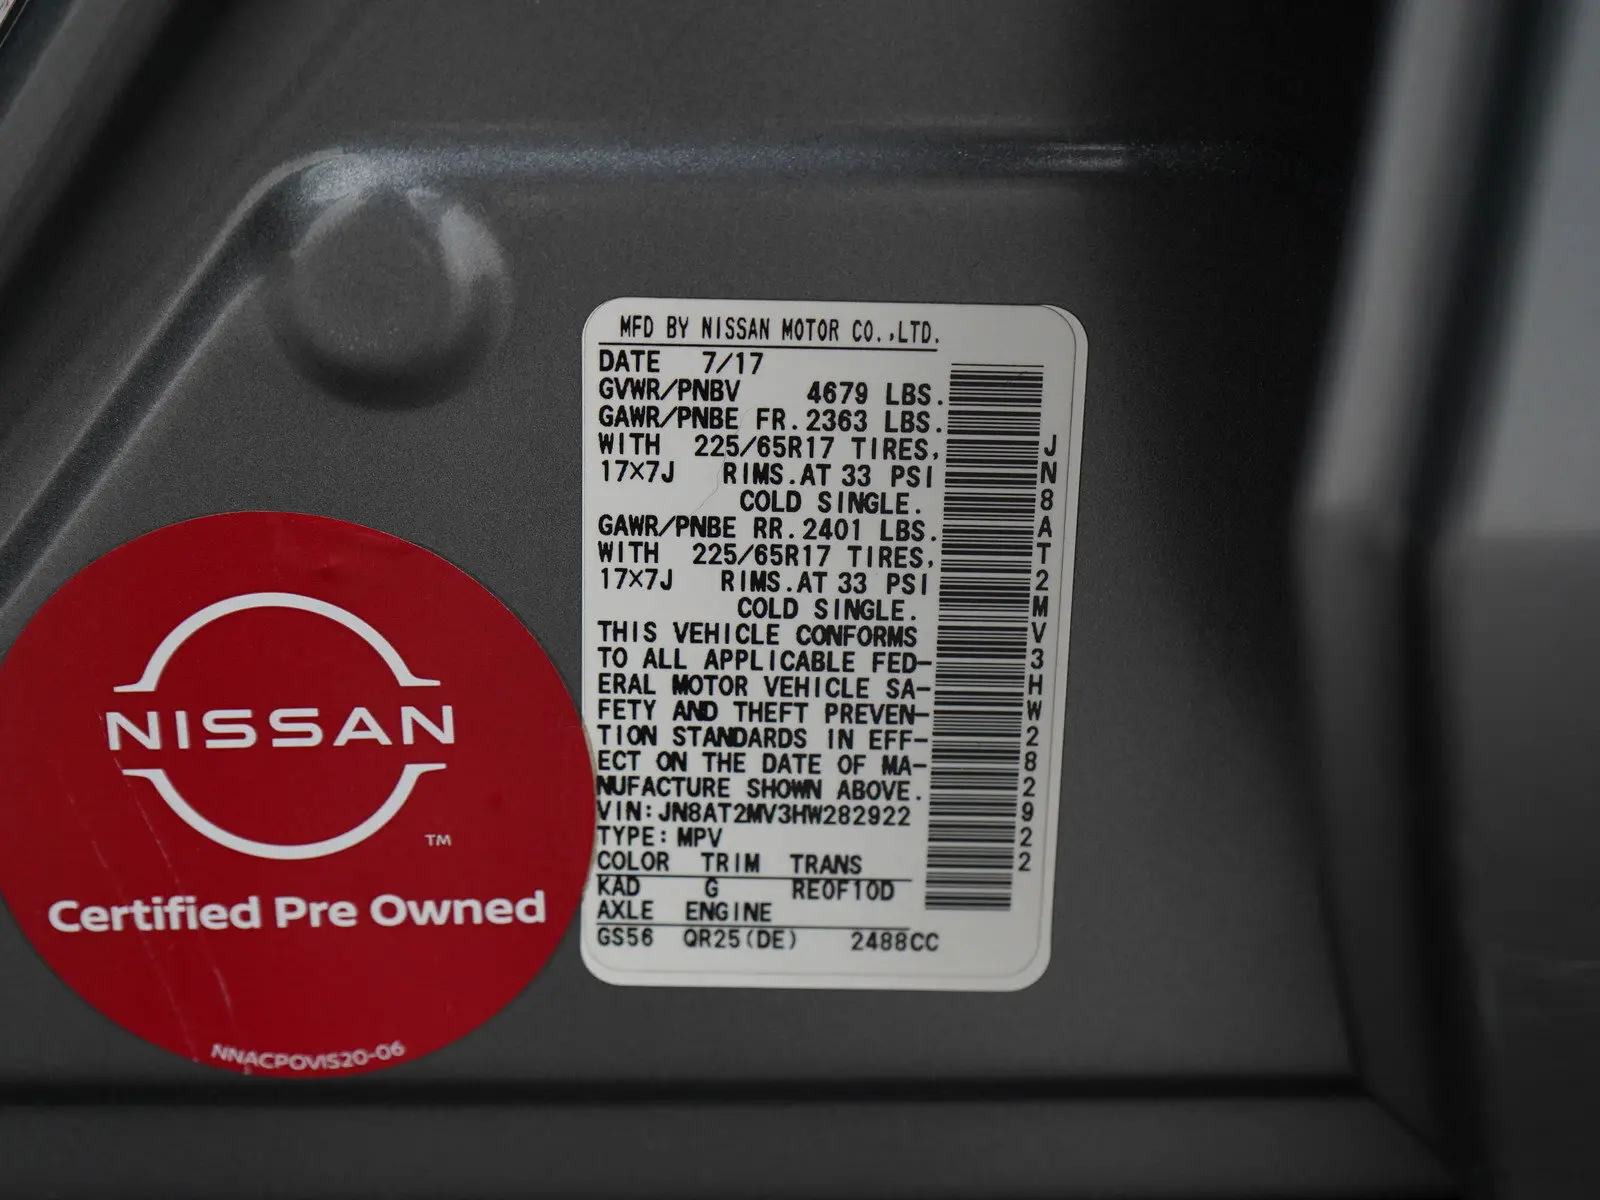 MFD BY NISSAN MOTOR CO.,LTD.
DATE 7/17
GVWR/PNBV 4679 LBS.
GAWR/PNBE FR. 2363 LBS.
WITH 225/65R17 TIRES,
17×7J RIMS.AT 33 PSI
COLD SINGLE.
GAWR/PNBE RR. 2401 LBS.
WITH 225/65R17 TIRES,
17×7J RIMS.AT 33 PSI
COLD SINGLE.
THIS VEHICLE CONFORMS
TO ALL APPLICABLE FED-
ERAL MOTOR VEHICLE SA-
FETY AND THEFT PREVEN-
TION STANDARDS IN EFF-
ECT ON THE DATE OF MA-
NUFACTURE SHOWN ABOVE.
VIN:JN8AT2MV3HW282922
TYPE:MPV
COLOR TRIM TRANS
KAD G RE0F10D
AXLE ENGINE
GS56 QR25(DE) 2488CC
JN8AT2MV3HW282922
NISSAN
TM
Certified Pre Owned
NNACPOVIS20-06